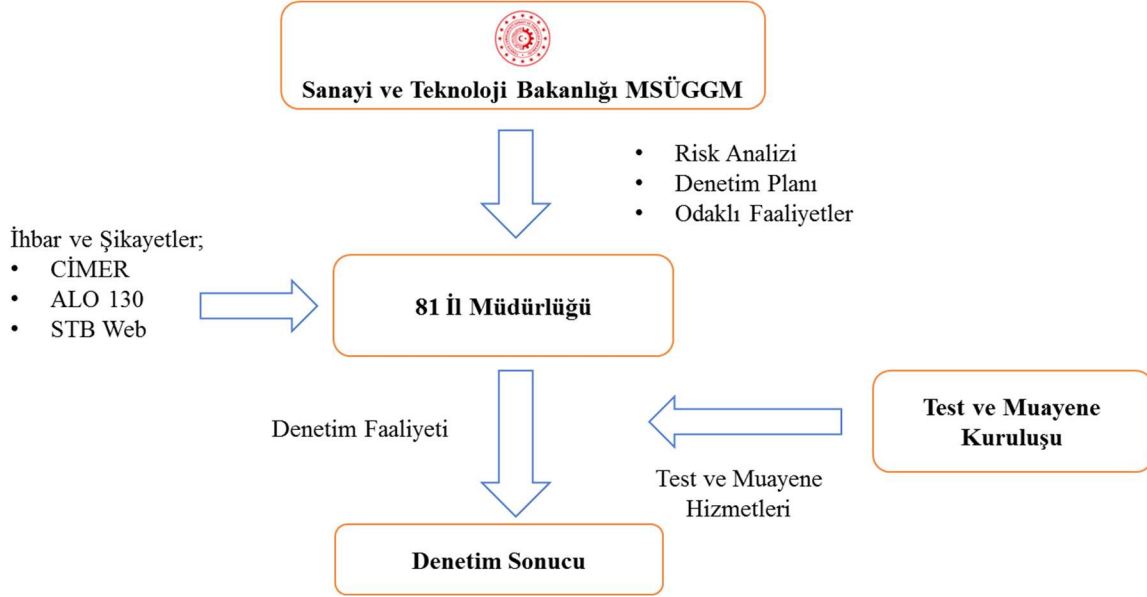 Sanayi ve Teknoloji Bakanlığı MSÜGGM
• Risk Analizi
• Denetim Planı
• Odaklı Faaliyetler
İhbar ve Şikayetler;
• CİMER
• ALO 130
• STB Web
81 İl Müdürlüğü
Test ve Muayene
Kuruluşu
Denetim Faaliyeti
Test ve Muayene
Hizmetleri
Denetim Sonucu